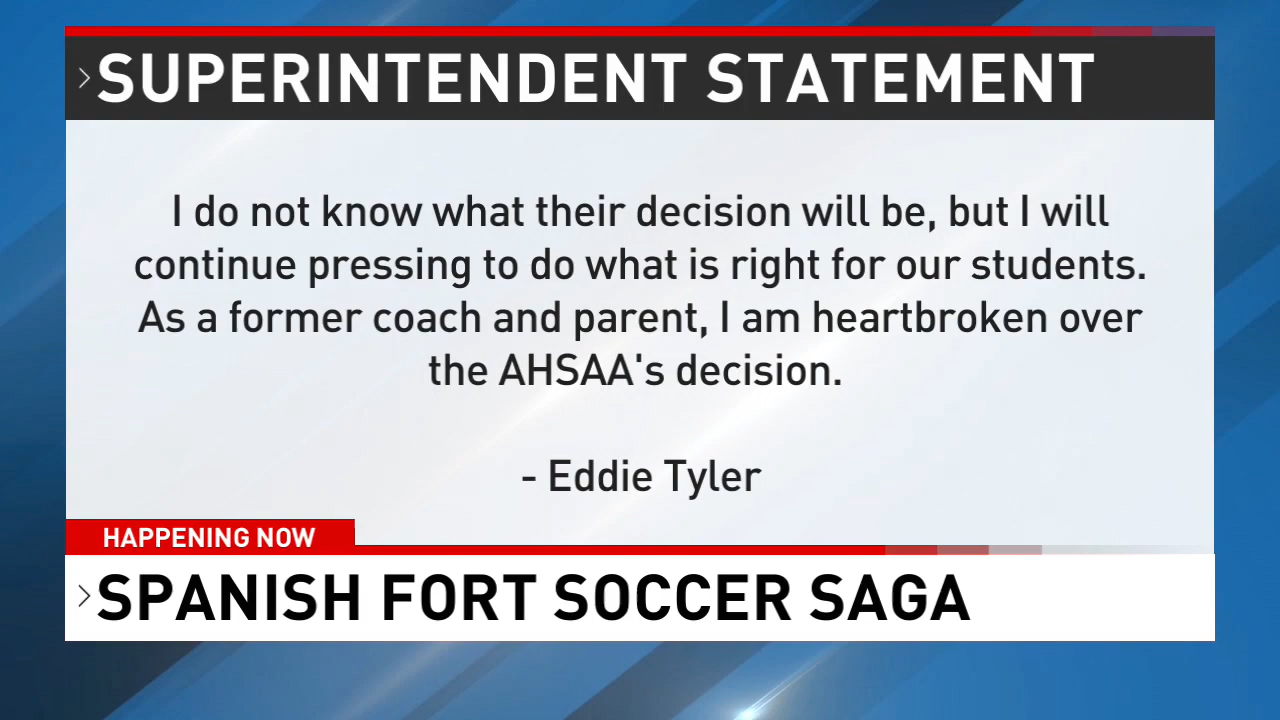 SUPERINTENDENT STATEMENT
I do not know what their decision will be, but I will
continue pressing to do what is right for our students.
As a former coach and parent, I am heartbroken over
the AHSAA's decision.
- Eddie Tyler
HAPPENING NOW
SPANISH FORT SOCCER SAGA